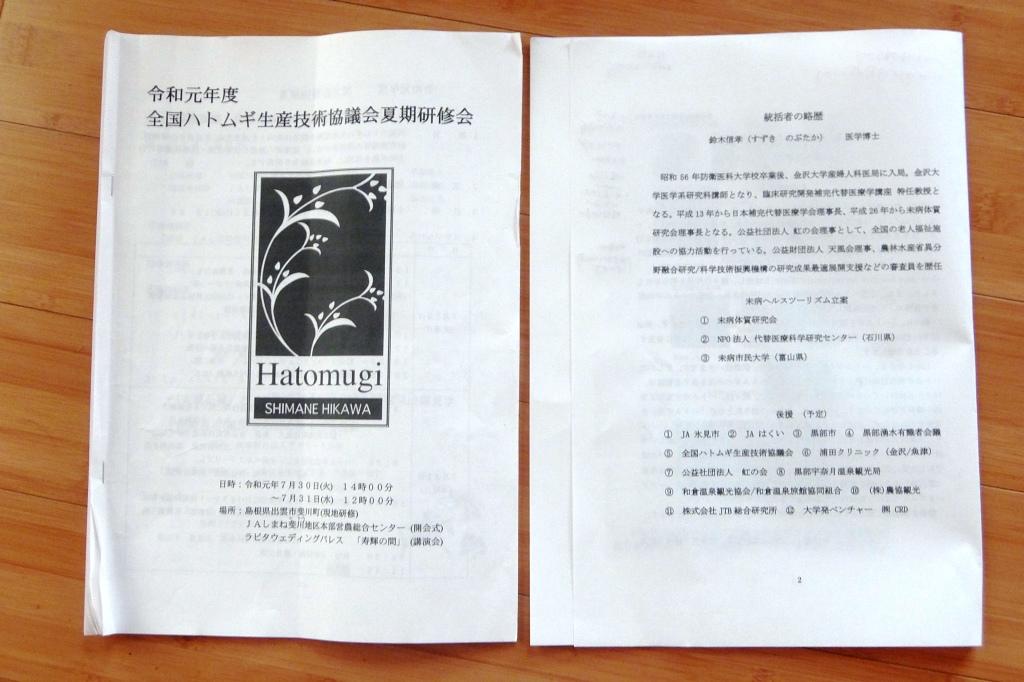 令和元年度
全国ハトムギ生産技術協議会夏期研修会
Hatomugi
SHIMANE HIKAWA
日時：令和元年7月30日(火) 14時00分
～7月31日(水) 12時00分
場所：島根県出雲市斐川町(現地研修)
JAしまね斐川地区本部営農総合センター (開会式)
ラピタウェディングパレス 「寿輝の間」 (講演会)
統括者の略歴
鈴木信孝（すずき のぶたか） 医学博士
昭和 56 年防衛医科大学校卒業後、金沢大学産婦人科医局に入局。金沢大
学医学系研究科講師となり、臨床研究開発補完代替医療学講座 特任教授と
なる。平成 13 年から日本補完代替医療学会理事長、平成 26 年から未病体質
研究会理事長となる。公益社団法人 虹の会理事として、全国の老人福祉施
設への協力活動を行っている。公益財団法人 天風会理事、農林水産省異分
野融合研究/科学技術振興機構の研究成果最適展開支援などの審査員を歴任
未病ヘルスツーリズム立案
① 未病体質研究会
② NPO 法人 代替医療科学研究センター（石川県）
③ 未病市民大学（富山県）
後援 （予定）
① JA 氷見市 ② JA はくい ③ 黒部市 ④ 黒部湧水有識者会議
⑤ 全国ハトムギ生産技術協議会 ⑥ 浦田クリニック（金沢/魚津）
⑦ 公益社団法人 虹の会 ⑧ 黒部宇奈月温泉観光局
⑨ 和倉温泉観光協会/和倉温泉旅館協同組合 ⑩ （株）農協観光
⑪ 株式会社 JTB 総合研究所 ⑫ 大学発ベンチャー ㈱ CRD
2